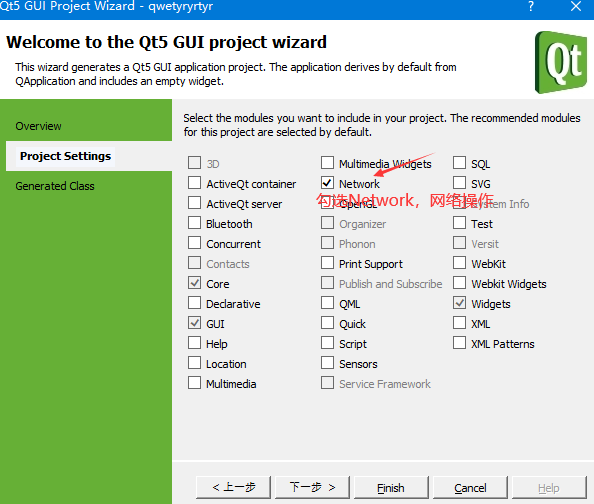 Qt5 GUI Project Wizard - qwetyryrtyr
? ×
Welcome to the Qt5 GUI project wizard
This wizard generates a Qt5 GUI application project. The application derives by default from
QApplication and includes an empty widget.
Qt
Overview
Project Settings
Generated Class
Select the modules you want to include in your project. The recommended modules
for this project are selected by default.
3D
ActiveQt container
ActiveQt server
Bluetooth
Concurrent
Contacts
Core
Declarative
GUI
Help
Location
Multimedia
Multimedia Widgets
Network
勾选Network，网络操作
OpenGL
Organizer
Phonon
Print Support
Publish and Subscribe
QML
Quick
Script
Sensors
Service Framework
SQL
SVG
System Info
Test
Versit
WebKit
Webkit Widgets
Widgets
XML
XML Patterns
< 上一步
下一步 >
Finish
Cancel
Help